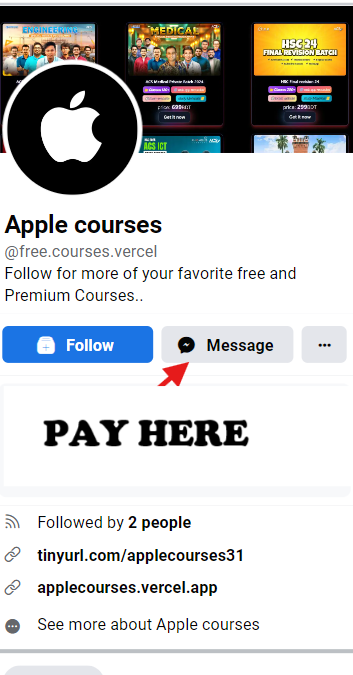 ENGINEERING
MEDICAL
HSC 24
FINAL REVISION BATCH
ACS Medical Private Batch 2024
HSC Final revision 24
price: 699BDT
price: 299BDT
Get it now
Get it now
ACS ICT
Apple courses
@free.courses.vercel
Follow for more of your favorite free and
Premium Courses..
Follow
Message
PAY HERE
Followed by 2 people
tinyurl.com/applecourses31
applecourses.vercel.app
See more about Apple courses